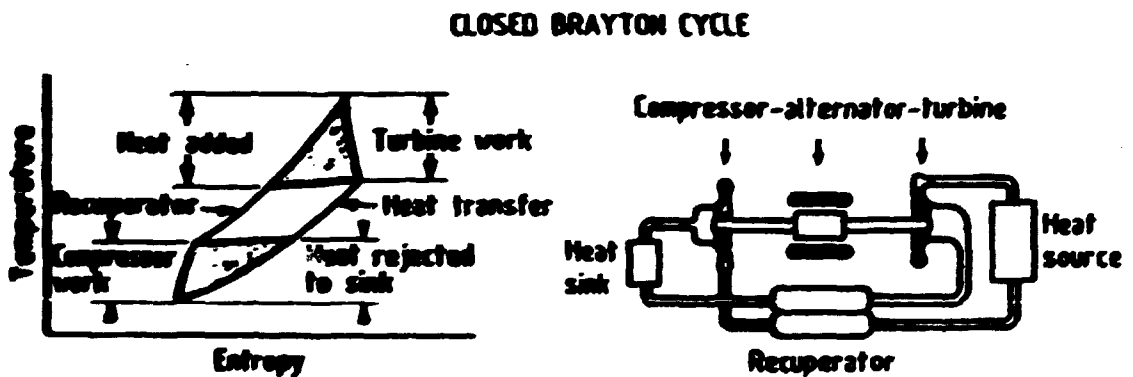 CLOSED BRAYTON CYCLE
Temperature
Heat added
Turbine work
Recuperator
Heat transfer
Compressor
work
Heat rejected
to sink
Entropy
Compressor-alternator-turbine
Heat
sink
Heat
source
Recuperator